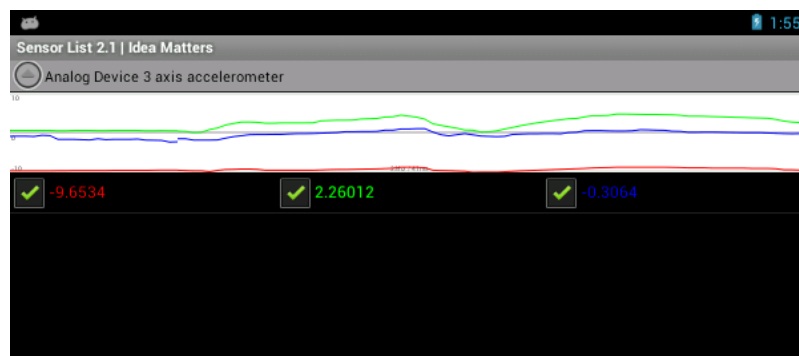 1:55
Sensor List 2.1 | Idea Matters
Analog Device 3 axis accelerometer
10
0
-10
-9.6534 2.26012 -0.3064